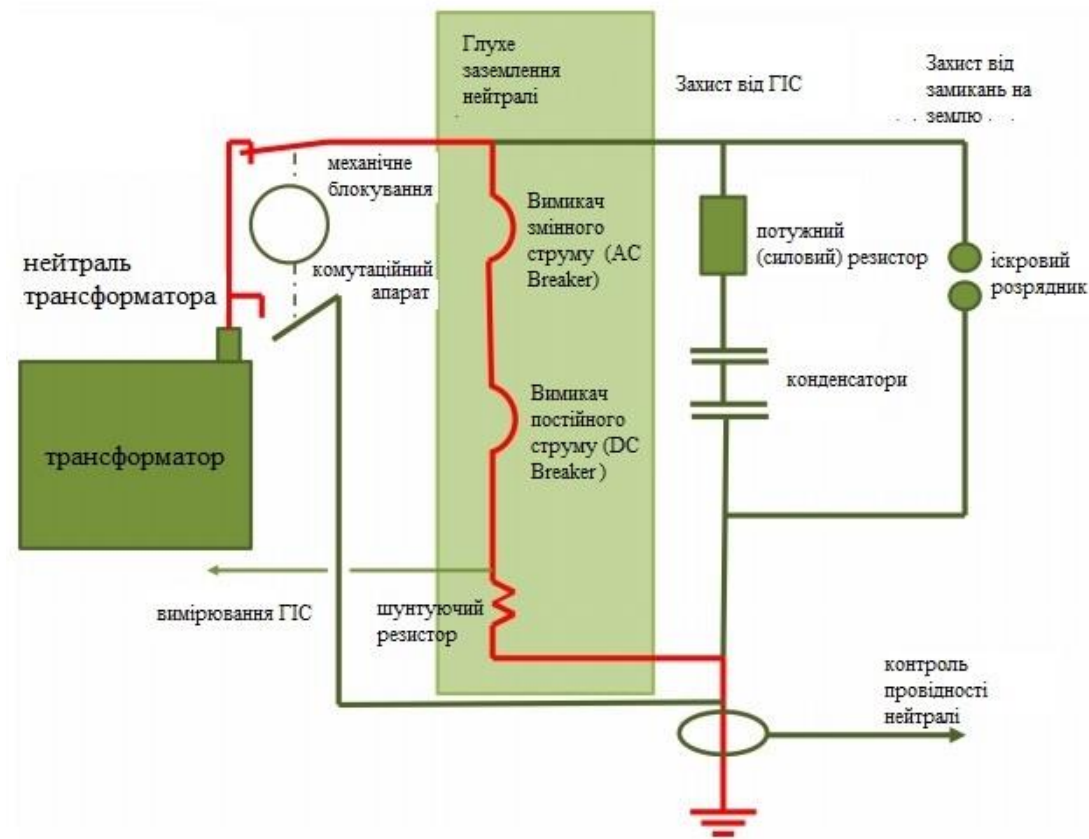 Глухе
заземлення
нейтралі
Захист від ГІС
Захист від
замикань на
землю
механічне
блокування
Вимикач
змінного
струму (AC
Breaker)
потужний
(силовий) резистор
іскровий
розрядник
нейтраль
трансформатора
комутаційний
апарат
конденсатори
Вимикач
постійного
струму (DC
Breaker )
трансформатор
вимірювання ГІС
шунтуючий
резистор
контроль
провідності
нейтралі